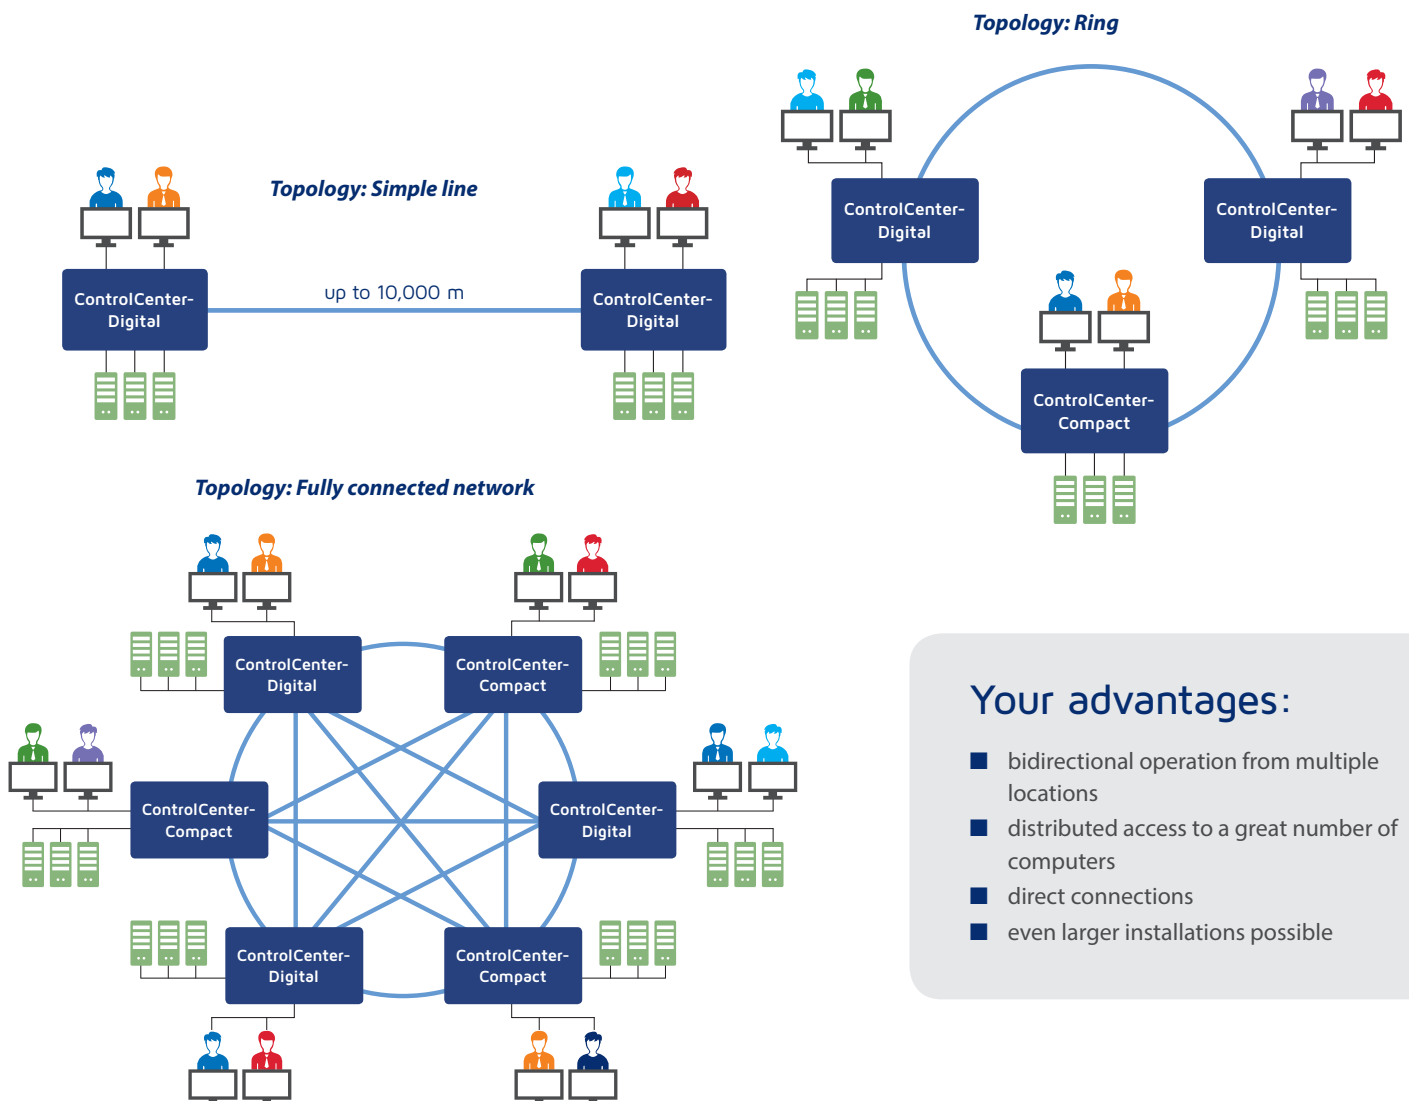 Topology: Ring
ControlCenter-
Digital
ControlCenter-
Digital
ControlCenter-
Compact
Topology: Simple line
ControlCenter-
Digital
up to 10,000 m
ControlCenter-
Digital
Topology: Fully connected network
ControlCenter-
Digital
ControlCenter-
Compact
ControlCenter-
Compact
ControlCenter-
Digital
ControlCenter-
Digital
ControlCenter-
Compact
Your advantages:
bidirectional operation from multiple
locations
distributed access to a great number of
computers
direct connections
even larger installations possible